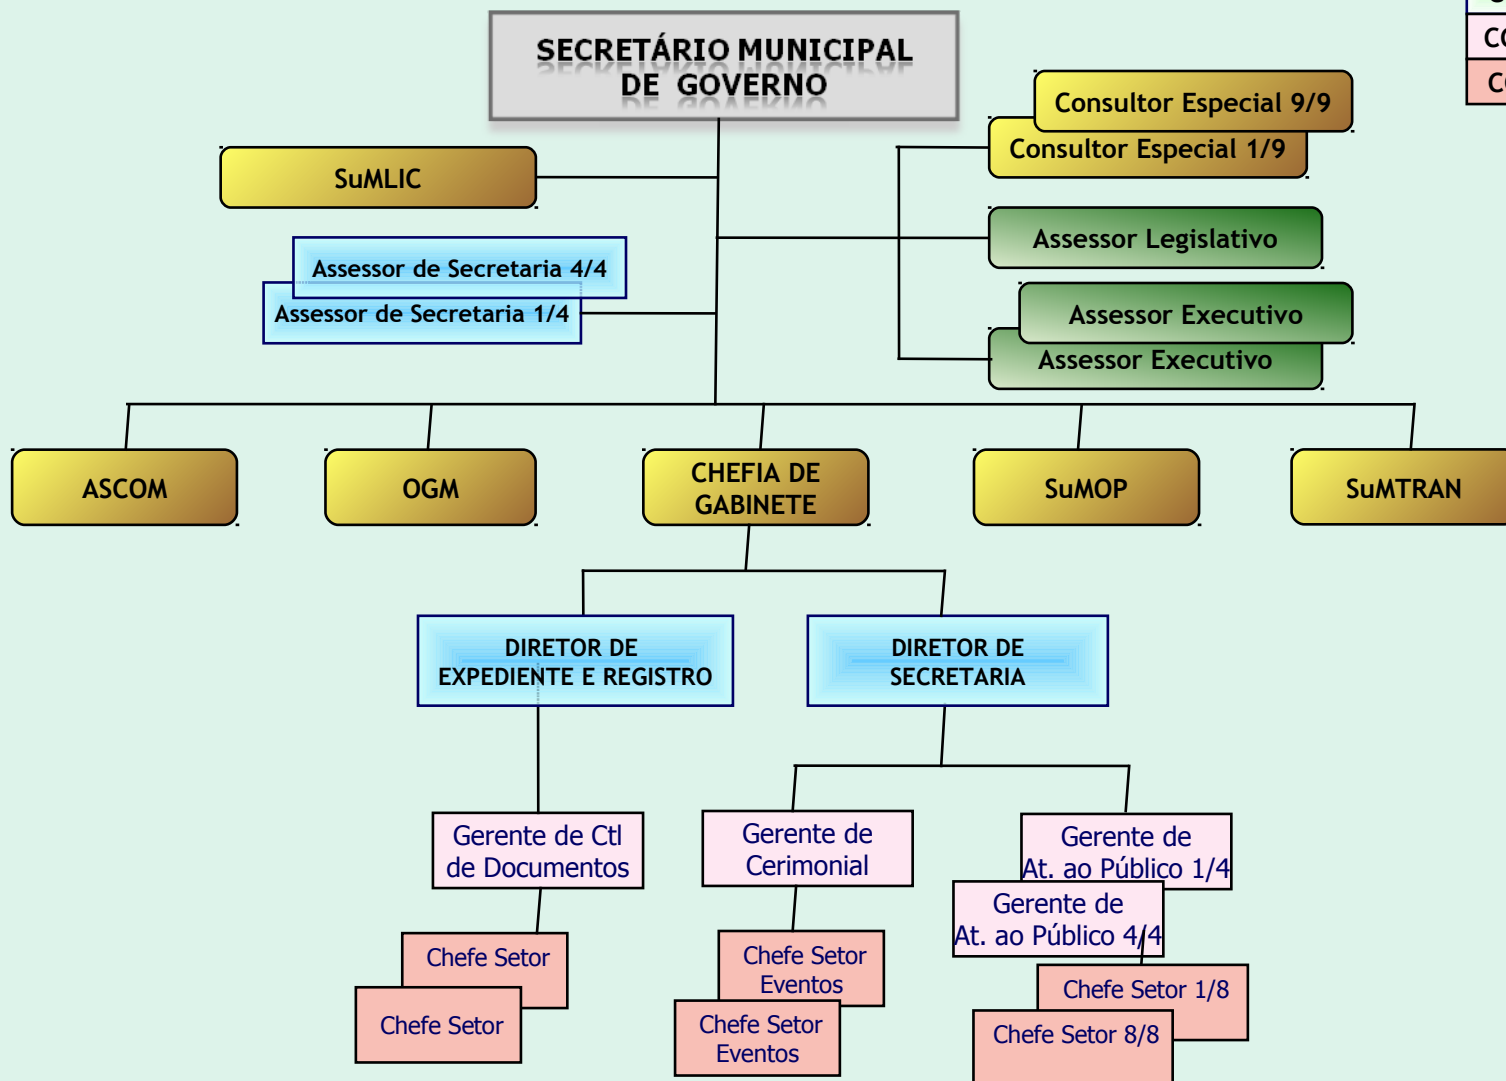 SECRETÁRIO MUNICIPAL
DE GOVERNO
Consultor Especial 9/9
Consultor Especial 1/9
SuMLIC
Assessor Legislativo
Assessor de Secretaria 4/4
Assessor de Secretaria 1/4
Assessor Executivo
Assessor Executivo
ASCOM
OGM
CHEFIA DE
GABINETE
SuMOP
SuMTRAN
DIRETOR DE
EXPEDIENTE E REGISTRO
DIRETOR DE
SECRETARIA
Gerente de Ctl
de Documentos
Gerente de
Cerimonial
Gerente de
At. ao Público 1/4
Gerente de
At. ao Público 4/4
Chefe Setor
Chefe Setor
Chefe Setor
Eventos
Chefe Setor
Eventos
Chefe Setor 1/8
Chefe Setor 8/8